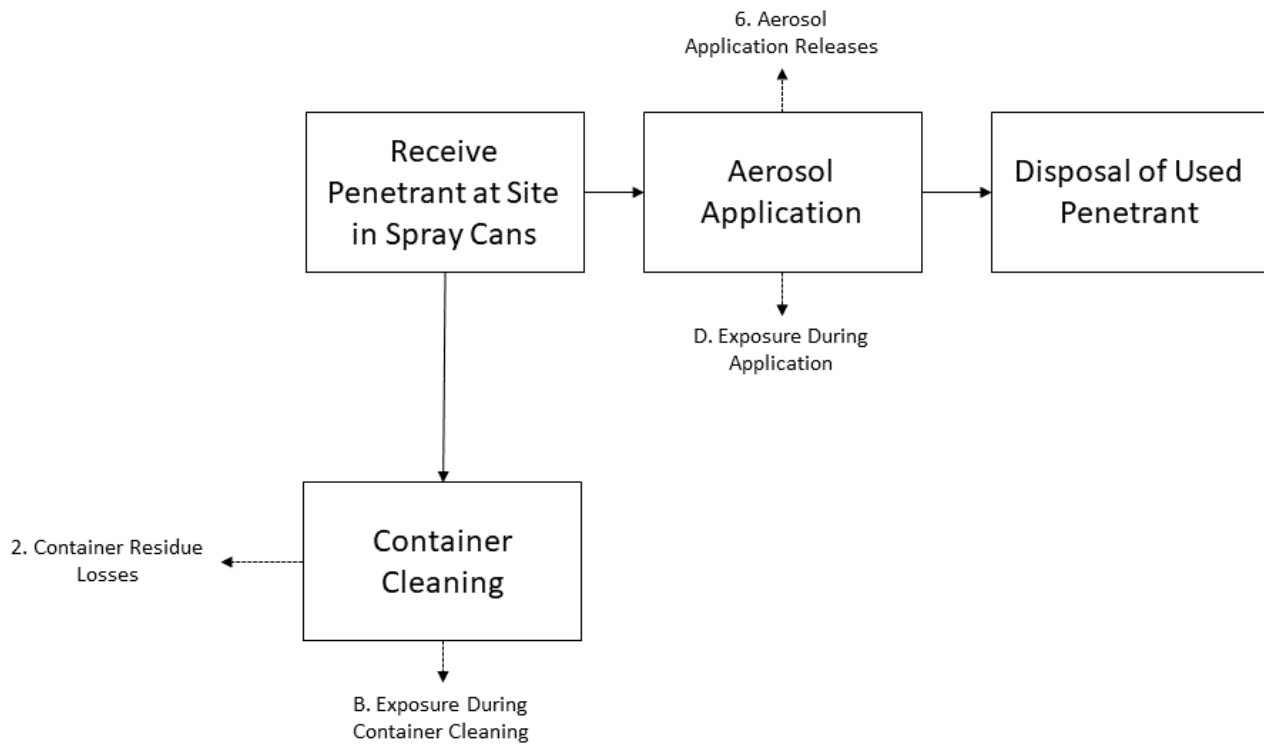 6. Aerosol
Application Releases
Receive
Penetrant at Site
in Spray Cans
Aerosol
Application
Disposal of Used
Penetrant
D. Exposure During
Application
2. Container Residue
Losses
Container
Cleaning
B. Exposure During
Container Cleaning